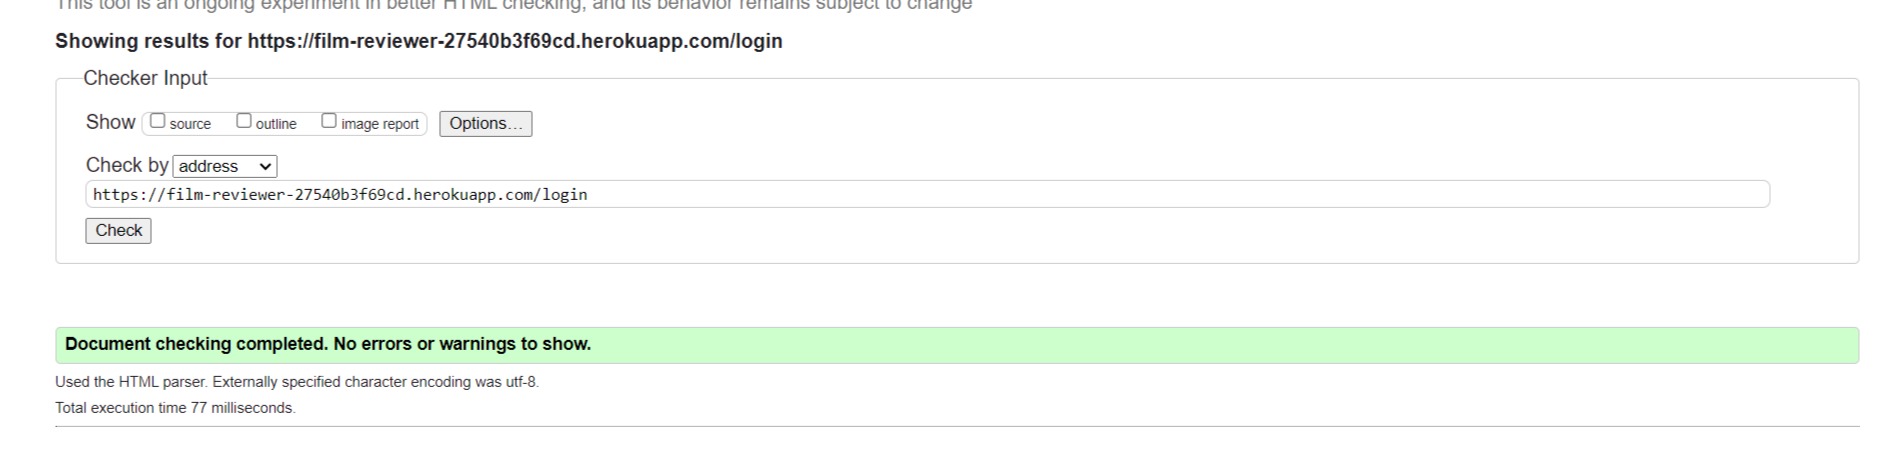 This tool is an ongoing experiment in better HTML checking, and its behavior remains subject to change
Showing results for https://film-reviewer-27540b3f69cd.herokuapp.com/login
Checker Input
Show source outline image report Options...
Check by address
https://film-reviewer-27540b3f69cd.herokuapp.com/login
Check
Document checking completed. No errors or warnings to show.
Used the HTML parser. Externally specified character encoding was utf-8.
Total execution time 77 milliseconds.